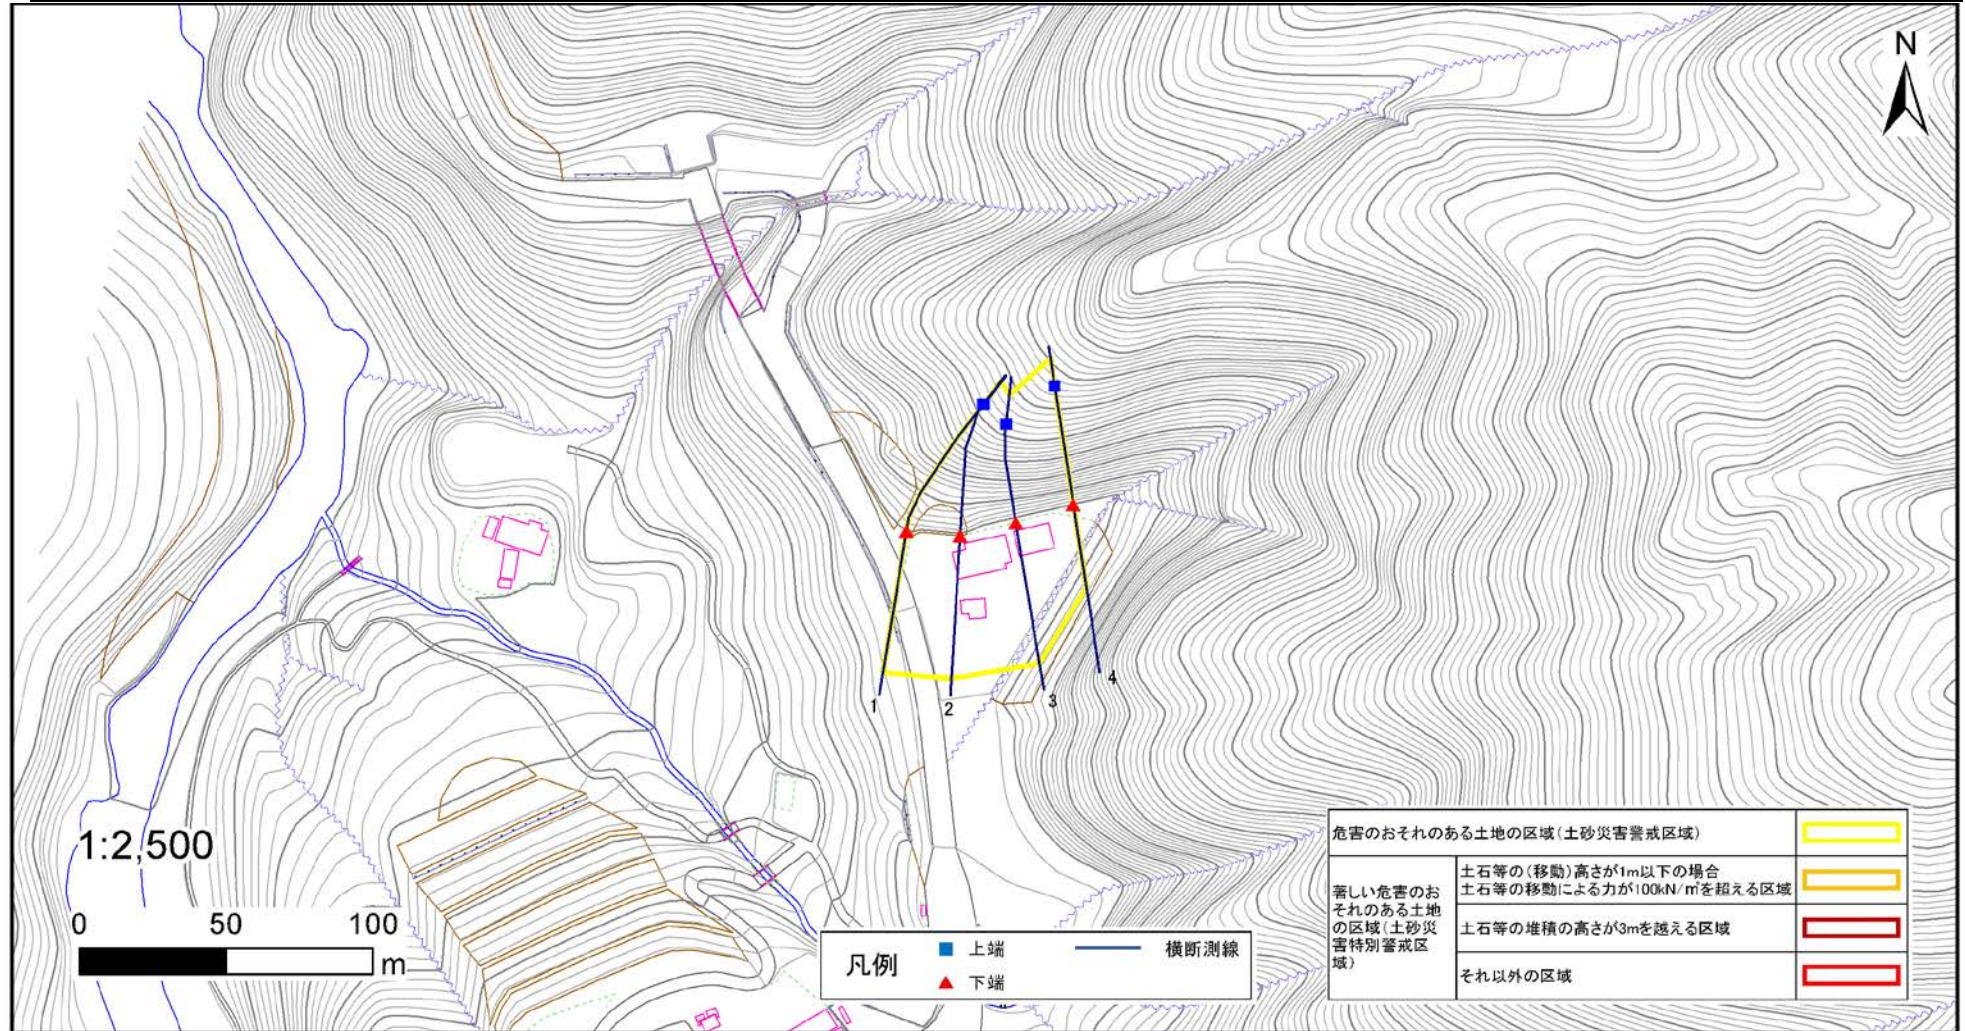 N
1
2
3
4
1:2,500
0 50 100
m
凡例
上端
横断測線
下端
危害のおそれのある土地の区域(土砂災害警戒区域)
著しい危害のお
それのある土地
の区域(土砂災
害特別警戒区
域)
土石等の(移動)高さが1m以下の場合
土石等の移動による力が100kN/㎡を超える区域
土石等の堆積の高さが3mを越える区域
それ以外の区域